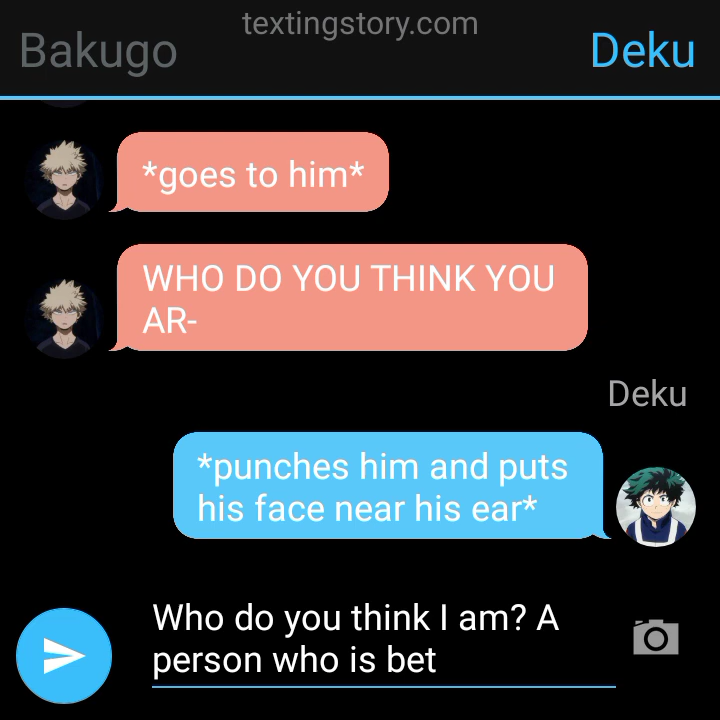 textingstory.com
Bakugo
Deku
*goes to him*
WHO DO YOU THINK YOU
AR-
Deku
*punches him and puts
his face near his ear*
Who do you think I am? A
person who is bet